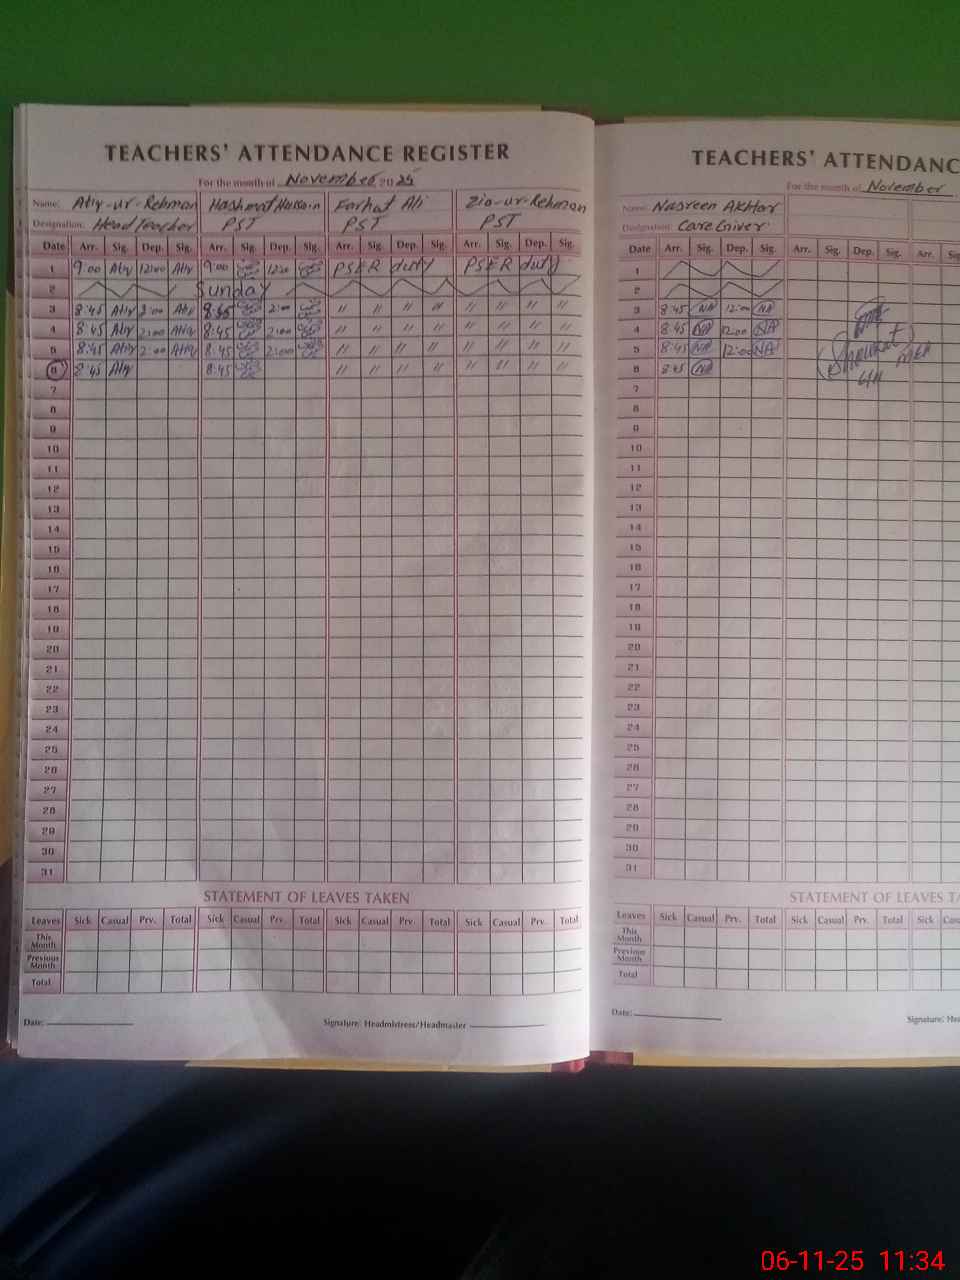 TEACHERS' ATTENDANCE REGISTER
For the month of November 2025
Name: Atiq-ur-Rehman Hashmat Hussain Farhat Ali Zia-ur-Rehman
Designation: Head Teacher PST PST PST
Date Arr. Sig. Dep. Sig. Arr. Sig. Dep. Sig. Arr. Sig. Dep. Sig. Arr. Sig. Dep. Sig.
1 9:00 Atiq 12:00 Atiq 9:00 12:00 PSER duty PSER duty
2 Sunday
3 8:45 Atiq 2:00 Atiq 8:45 2:00 " " " " " " " "
4 8:45 Atiq 2:00 Atiq 8:45 2:00 " " " " " " " "
5 8:45 Atiq 2:00 Atiq 8:45 2:00 " " " " " " " "
6 8:45 Atiq 8:45 " " " " " " " "
7
8
9
10
11
12
13
14
15
16
17
18
19
20
21
22
23
24
25
26
27
28
29
30
31
STATEMENT OF LEAVES TAKEN
Leaves Sick Casual Prv. Total Sick Casual Prv. Total Sick Casual Prv. Total Sick Casual Prv. Total
This Month
Previous Month
Total
Date: Signature: Headmistress/Headmaster
TEACHERS' ATTENDANC
For the month of November
Name: Nasreen Akhtar
Designation: Care Giver
Date Arr. Sig. Dep. Sig. Arr. Sig. Dep. Sig. Arr. Sig.
1
2
3 8:45 NA 12:00 NA
4 8:45 NA 12:00 NA
5 8:45 NA 12:00 NA
6 8:45 NA
Shoukat
7
8
9
10
11
12
13
14
15
16
17
18
19
20
21
22
23
24
25
26
27
28
29
30
31
STATEMENT OF LEAVES TA
Leaves Sick Casual Prv. Total Sick Casual Prv. Total Sick Cas
This Month
Previous Month
Total
Date: Signature: Hea
06-11-25 11:34